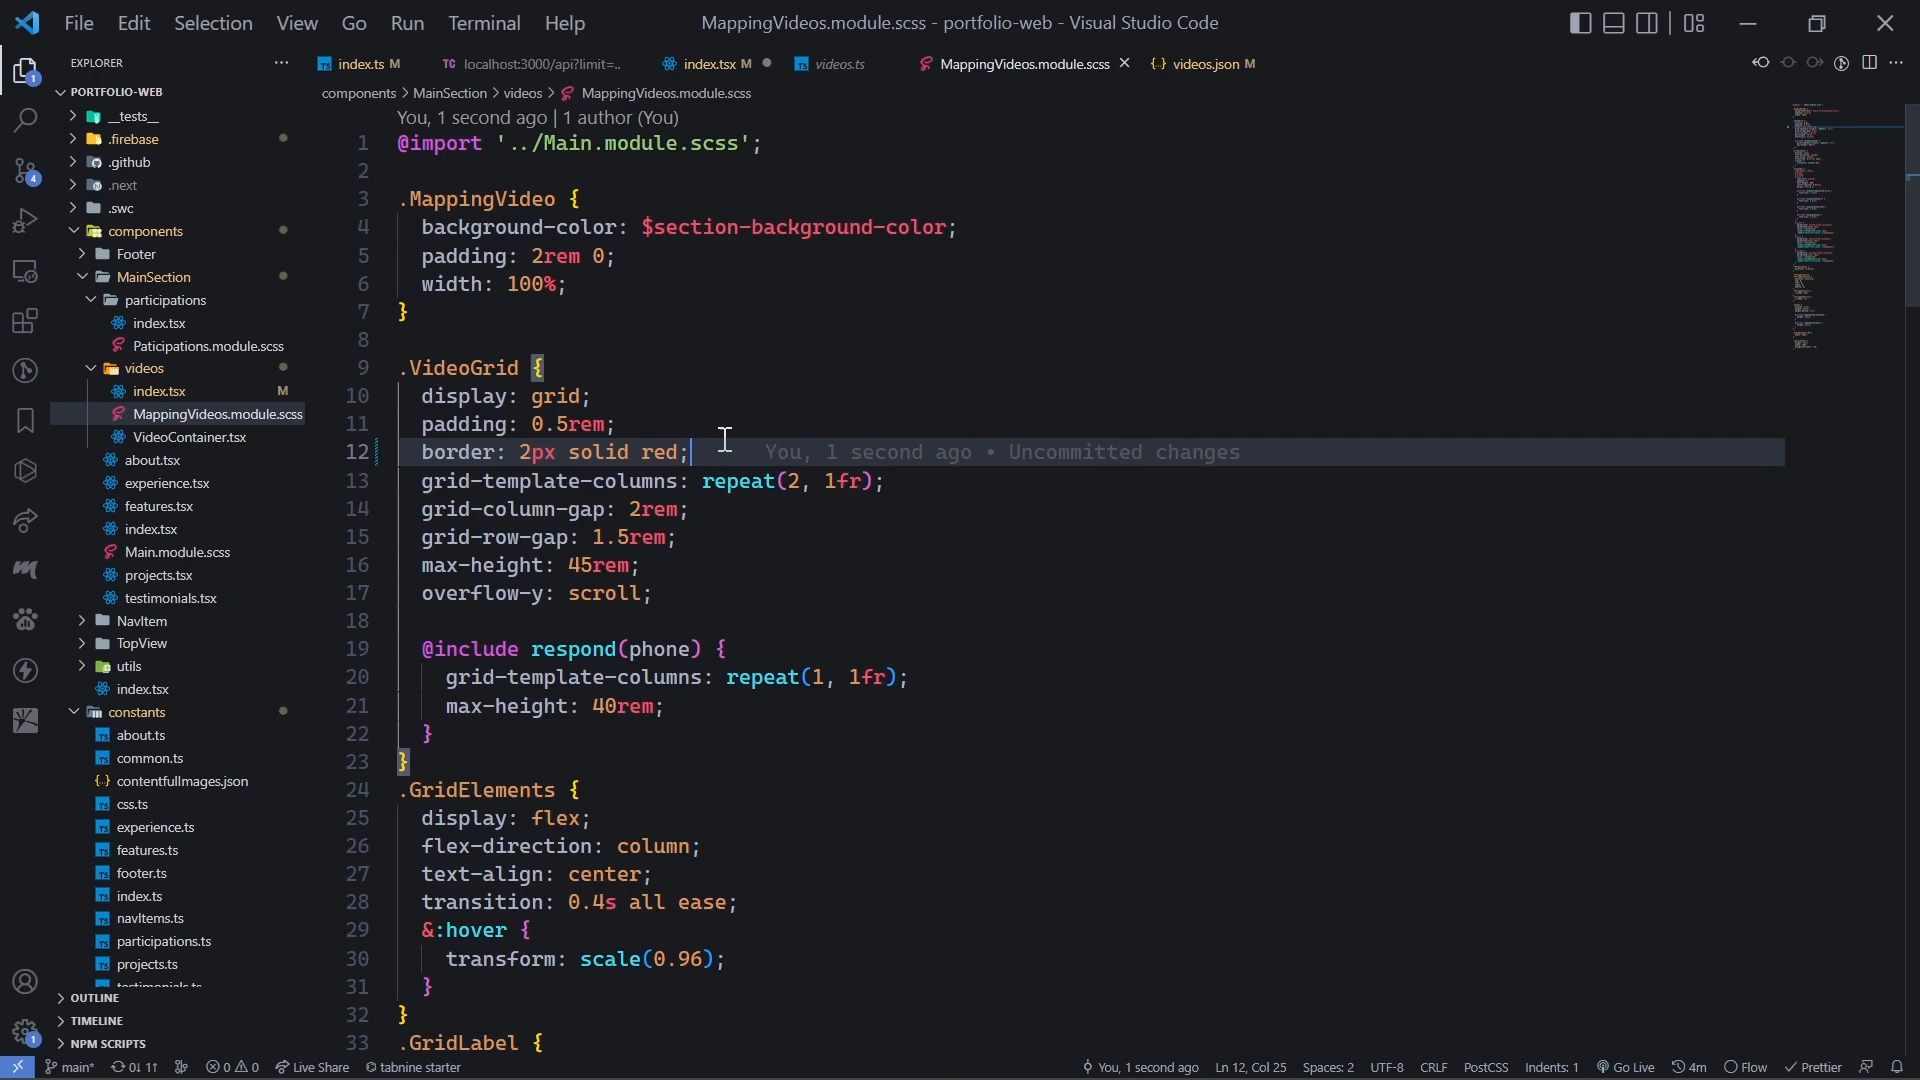 File Edit Selection View Go Run Terminal Help
MappingVideos.module.scss - portfolio-web - Visual Studio Code
EXPLORER
index.ts M
TC localhost:3000/api?limit=..
index.tsx M
videos.ts
MappingVideos.module.scss
{..} videos.json M
components > MainSection > videos > MappingVideos.module.scss
PORTFOLIO-WEB
__tests__
.firebase
.github
.next
.swc
components
Footer
MainSection
participations
index.tsx
Paticipations.module.scss
videos
index.tsx M
MappingVideos.module.scss
VideoContainer.tsx
about.tsx
experience.tsx
features.tsx
index.tsx
Main.module.scss
projects.tsx
testimonials.tsx
NavItem
TopView
utils
index.tsx
constants
about.ts
common.ts
{..} contentfulImages.json
css.ts
experience.ts
features.ts
footer.ts
index.ts
navItems.ts
participations.ts
projects.ts
testimonials.ts
OUTLINE
TIMELINE
NPM SCRIPTS
You, 1 second ago | 1 author (You)
1 @import '../Main.module.scss';
2
3 .MappingVideo {
4 background-color: $section-background-color;
5 padding: 2rem 0;
6 width: 100%;
7 }
8
9 .VideoGrid {
10 display: grid;
11 padding: 0.5rem;
12 border: 2px solid red; You, 1 second ago • Uncommitted changes
13 grid-template-columns: repeat(2, 1fr);
14 grid-column-gap: 2rem;
15 grid-row-gap: 1.5rem;
16 max-height: 45rem;
17 overflow-y: scroll;
18
19 @include respond(phone) {
20 grid-template-columns: repeat(1, 1fr);
21 max-height: 40rem;
22 }
23 }
24 .GridElements {
25 display: flex;
26 flex-direction: column;
27 text-align: center;
28 transition: 0.4s all ease;
29 &:hover {
30 transform: scale(0.96);
31 }
32 }
33 .GridLabel {
1
4
1
main* 0↓ 1↑ 0 0 Live Share tabnine starter
You, 1 second ago Ln 12, Col 25 Spaces: 2 UTF-8 CRLF PostCSS Indents: 1 Go Live 4m Flow Prettier